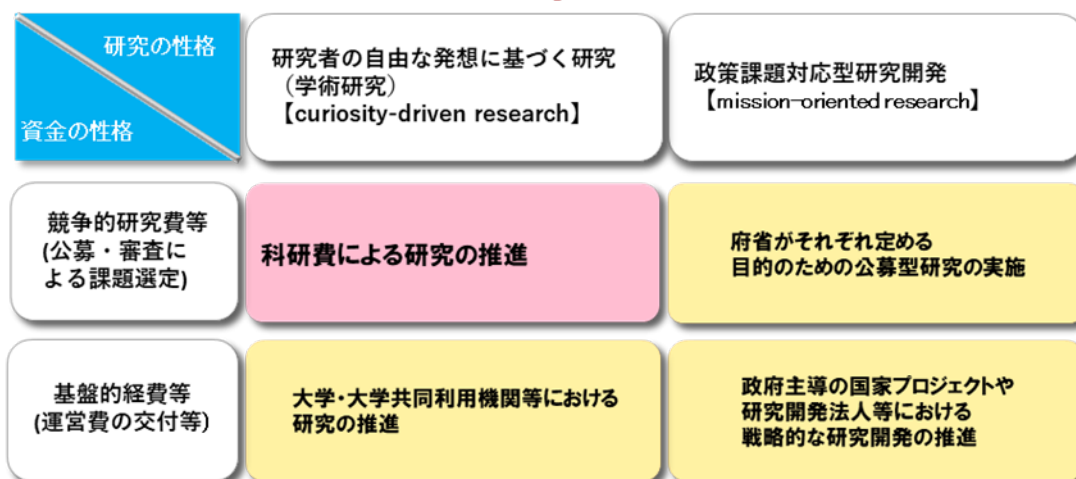 研究の性格
資金の性格
研究者の自由な発想に基づく研究
（学術研究）
【curiosity-driven research】
政策課題対応型研究開発
【mission-oriented research】
競争的研究費等
(公募・審査に
よる課題選定)
科研費による研究の推進
府省がそれぞれ定める
目的のための公募型研究の実施
基盤的経費等
(運営費の交付等)
大学・大学共同利用機関等における
研究の推進
政府主導の国家プロジェクトや
研究開発法人等における
戦略的な研究開発の推進